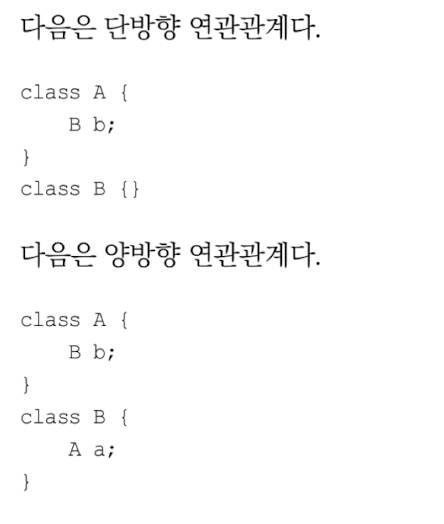 다음은 단방향 연관관계다.
class A {
    B b;
}
class B {}
다음은 양방향 연관관계다.
class A {
    B b;
}
class B {
    A a;
}